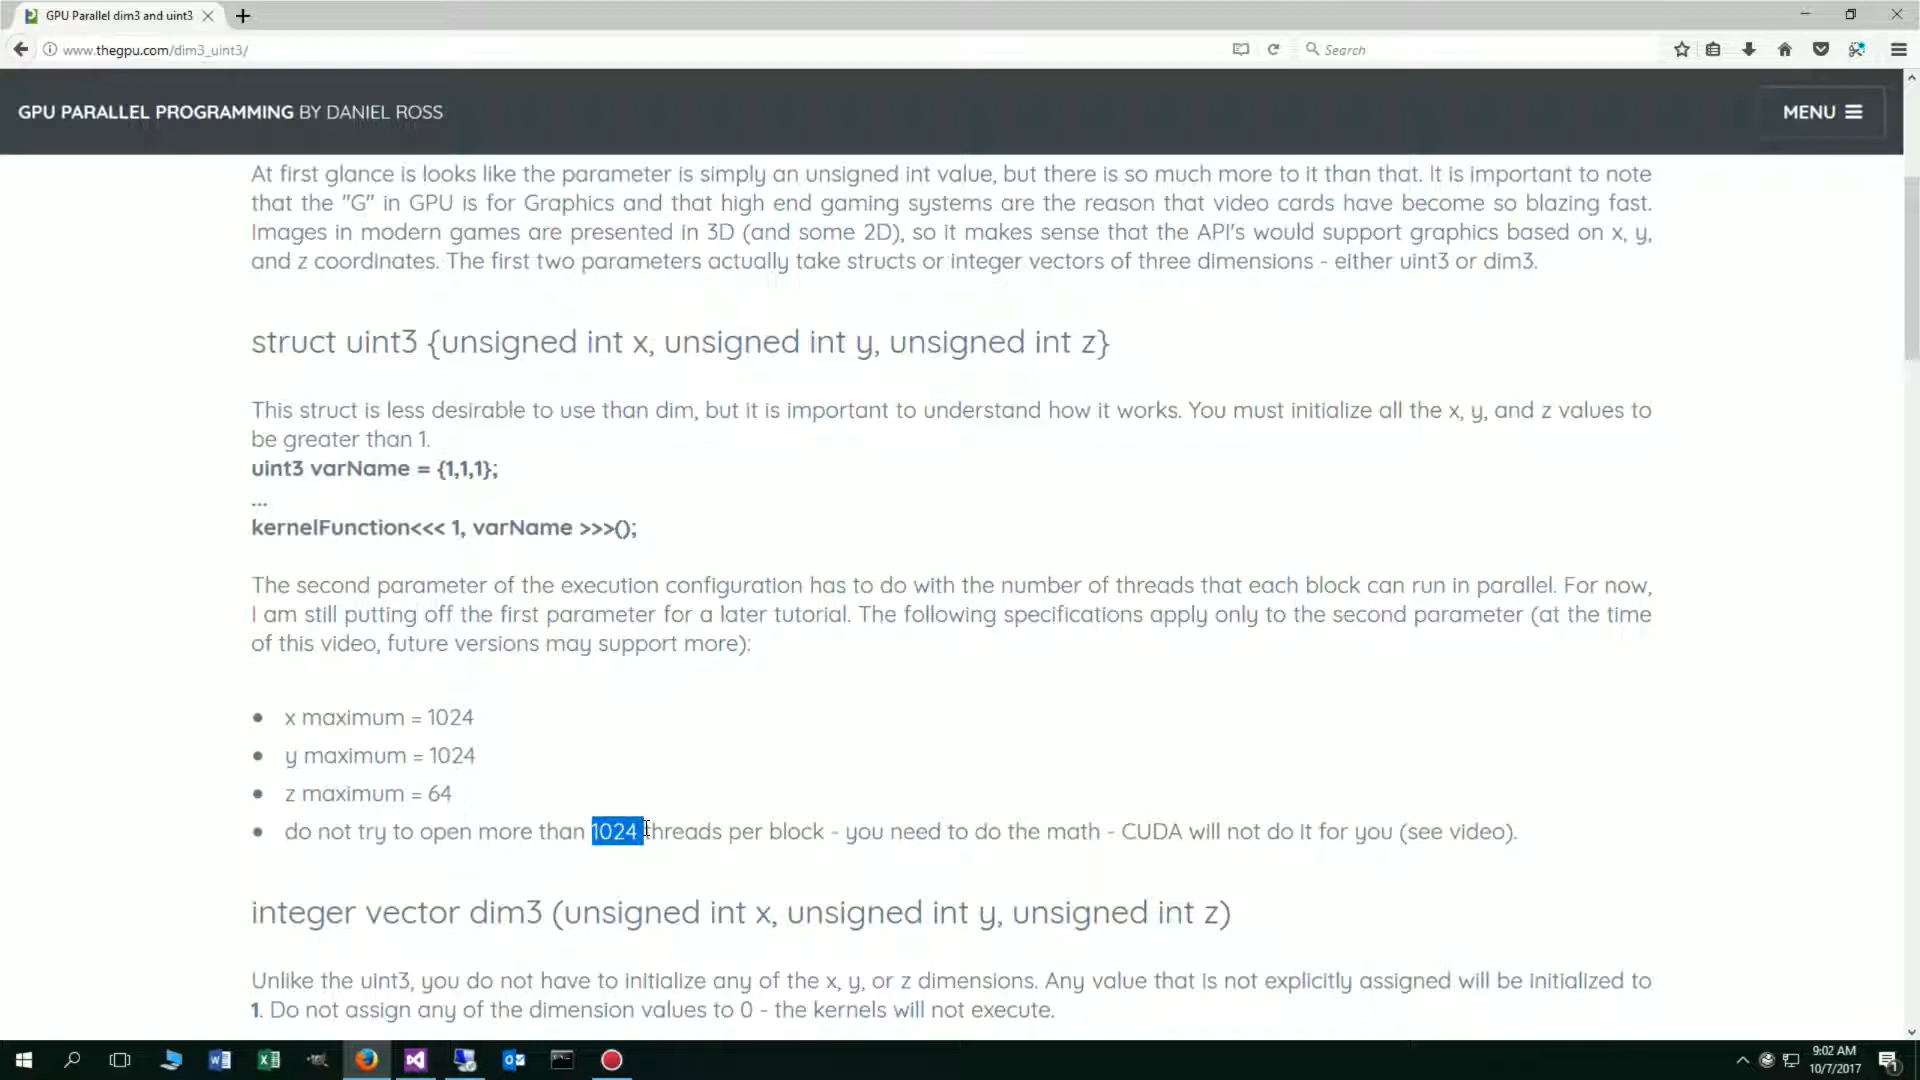 GPU Parallel dim3 and uint3
www.thegpu.com/dim3_uint3/
Search
GPU PARALLEL PROGRAMMING BY DANIEL ROSS
MENU
At first glance is looks like the parameter is simply an unsigned int value, but there is so much more to it than that. It is important to note
that the "G" in GPU is for Graphics and that high end gaming systems are the reason that video cards have become so blazing fast.
Images in modern games are presented in 3D (and some 2D), so it makes sense that the API's would support graphics based on x, y,
and z coordinates. The first two parameters actually take structs or integer vectors of three dimensions - either uint3 or dim3.
struct uint3 {unsigned int x, unsigned int y, unsigned int z}
This struct is less desirable to use than dim, but it is important to understand how it works. You must initialize all the x, y, and z values to
be greater than 1.
uint3 varName = {1,1,1};
...
kernelFunction<<< 1, varName >>>();
The second parameter of the execution configuration has to do with the number of threads that each block can run in parallel. For now,
I am still putting off the first parameter for a later tutorial. The following specifications apply only to the second parameter (at the time
of this video, future versions may support more):
• x maximum = 1024
• y maximum = 1024
• z maximum = 64
• do not try to open more than 1024 threads per block - you need to do the math - CUDA will not do it for you (see video).
integer vector dim3 (unsigned int x, unsigned int y, unsigned int z)
Unlike the uint3, you do not have to initialize any of the x, y, or z dimensions. Any value that is not explicitly assigned will be initialized to
1. Do not assign any of the dimension values to 0 - the kernels will not execute.
9:02 AM
10/7/2017
1